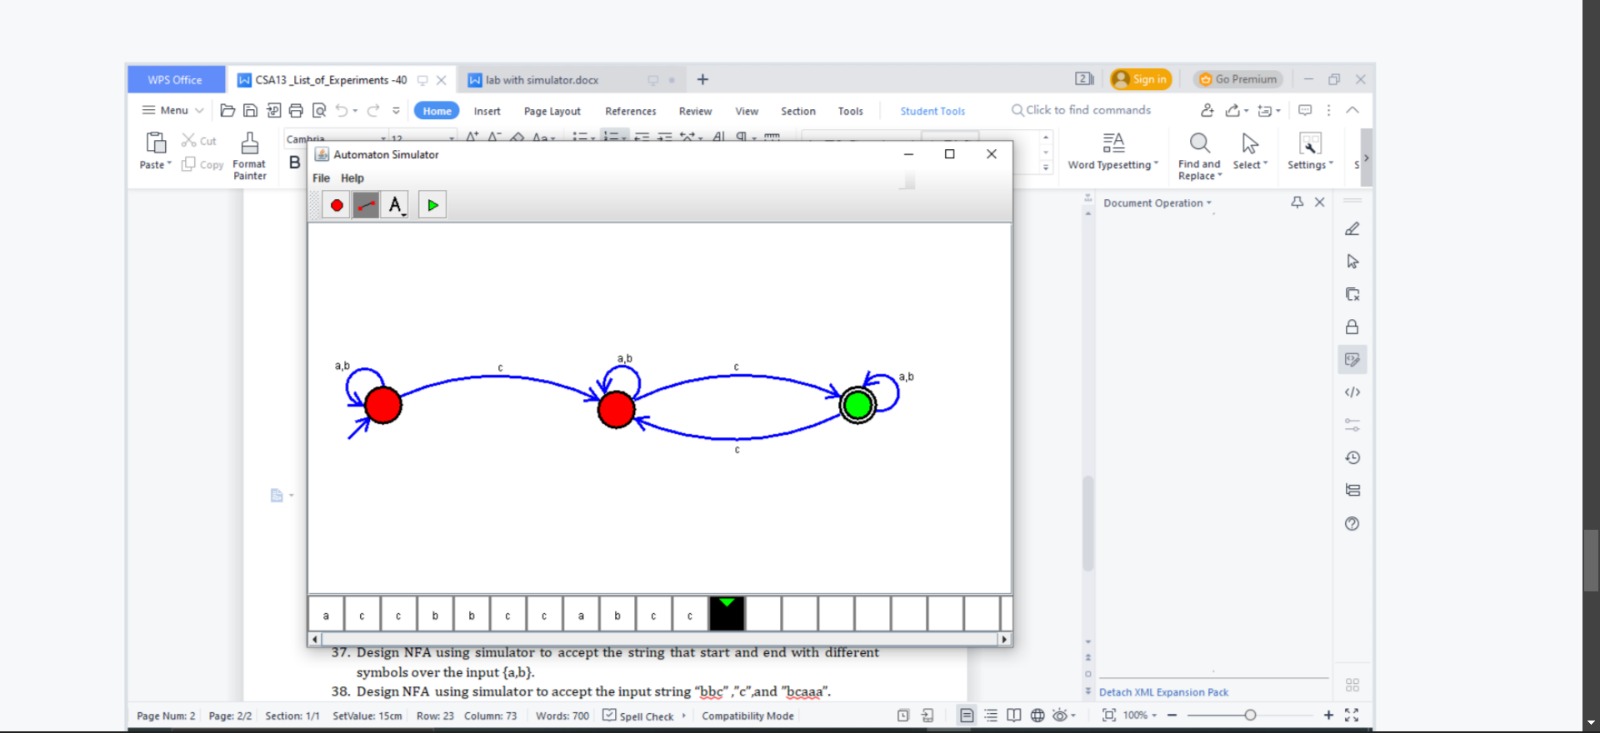 WPS Office CSA13 _List_of_Experiments -40 lab with simulator.docx + 2 Sign in Go Premium
Menu Home Insert Page Layout References Review View Section Tools Student Tools Click to find commands
Cut
Paste Copy Format Painter B Word Typesetting Find and Replace Select Settings S
Automaton Simulator
File Help
A
Document Operation
a,b
c
a,b
c
a,b
c
a c c b b c c a b c c
37. Design NFA using simulator to accept the string that start and end with different
symbols over the input {a,b}.
38. Design NFA using simulator to accept the input string “bbc” ,”c”,and ”bcaaa”.
Detach XML Expansion Pack
Page Num: 2 Page: 2/2 Section: 1/1 SetValue: 15cm Row: 23 Column: 73 Words: 700 Spell Check Compatibility Mode 100% - +